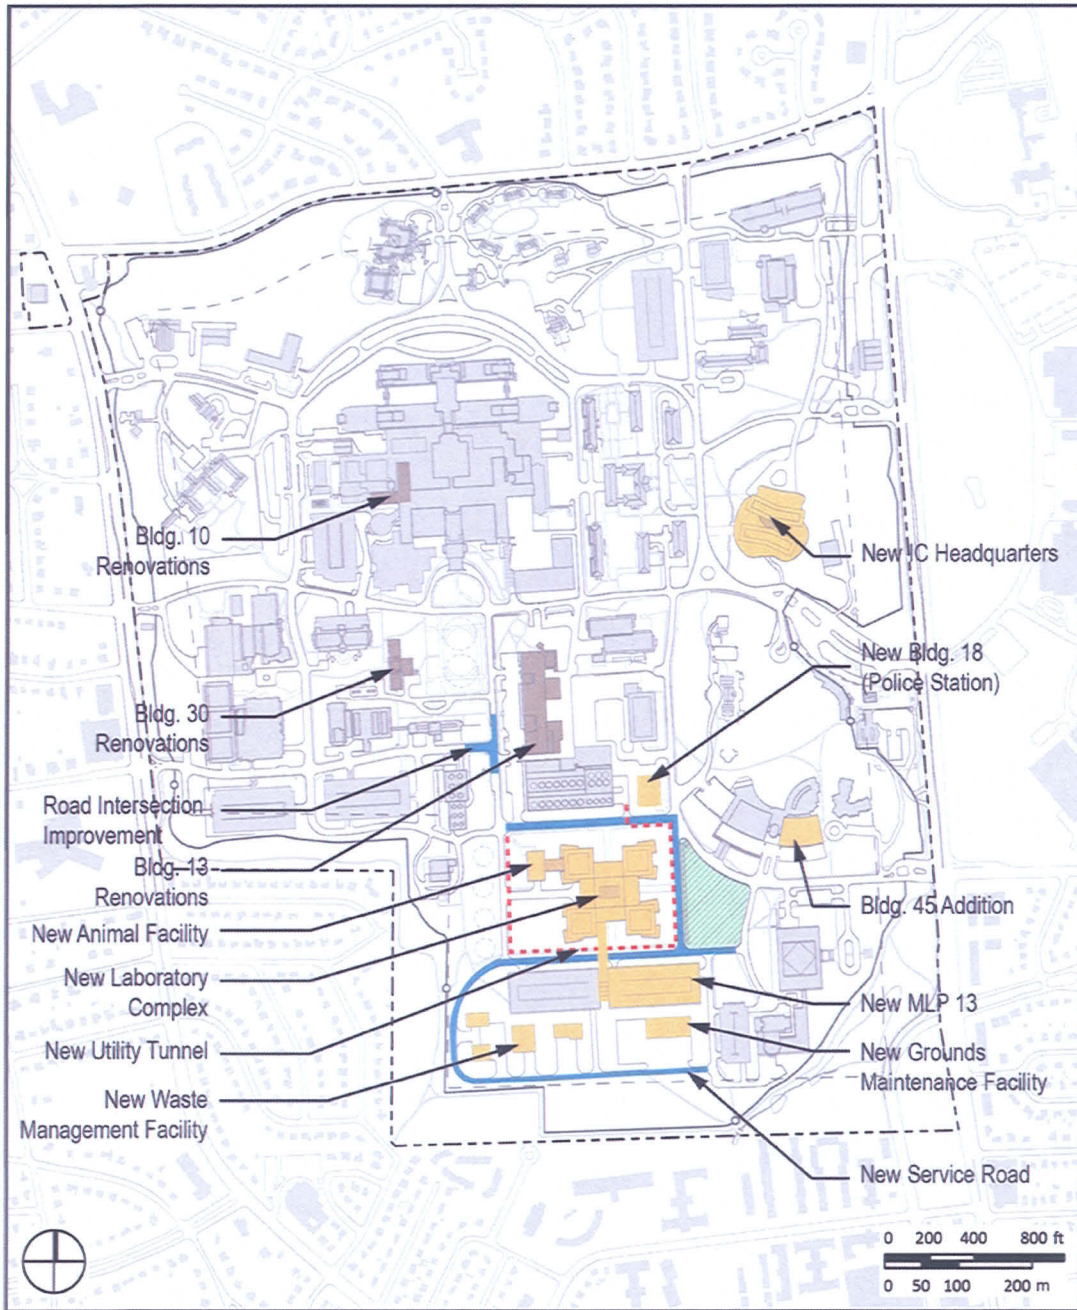 Bldg. 10
Renovations
New IC Headquarters
New Bldg. 18
(Police Station)
Bldg. 30
Renovations
Road Intersection
Improvement
Bldg. 13
Renovations
New Animal Facility
Bldg. 45 Addition
New Laboratory
Complex
New MLP 13
New Utility Tunnel
New Grounds
Maintenance Facility
New Waste
Management Facility
New Service Road
0 200 400 800 ft
0 50 100 200 m